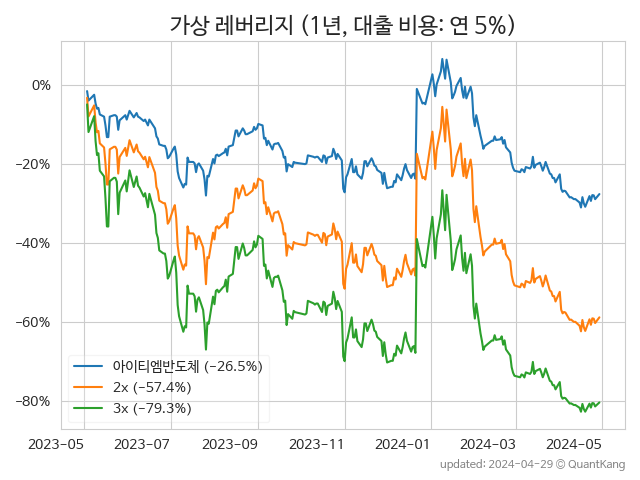 가상 레버리지 (1년, 대출 비용: 연 5%)
0%
−20%
−40%
−60%
−80%
아이티엠반도체 (−26.5%)
2x (−57.4%)
3x (−79.3%)
2023-05
2023-07
2023-09
2023-11
2024-01
2024-03
2024-05
updated: 2024-04-29 © QuantKang